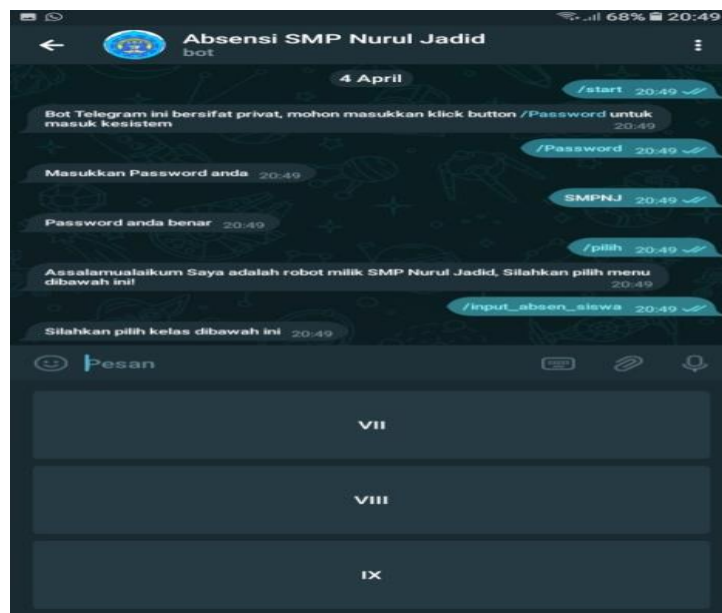 68% 20:49
Absensi SMP Nurul Jadid
bot
4 April
/start 20:49
Bot Telegram ini bersifat privat, mohon masukkan klick button /Password untuk
masuk kesistem 20:49
/Password 20:49
Masukkan Password anda 20:49
SMPNJ 20:49
Password anda benar 20:49
/pilih 20:49
Assalamualaikum Saya adalah robot milik SMP Nurul Jadid, Silahkan pilih menu
dibawah ini! 20:49
/input_absen_siswa 20:49
Silahkan pilih kelas dibawah ini 20:49
Pesan
VII
VIII
IX